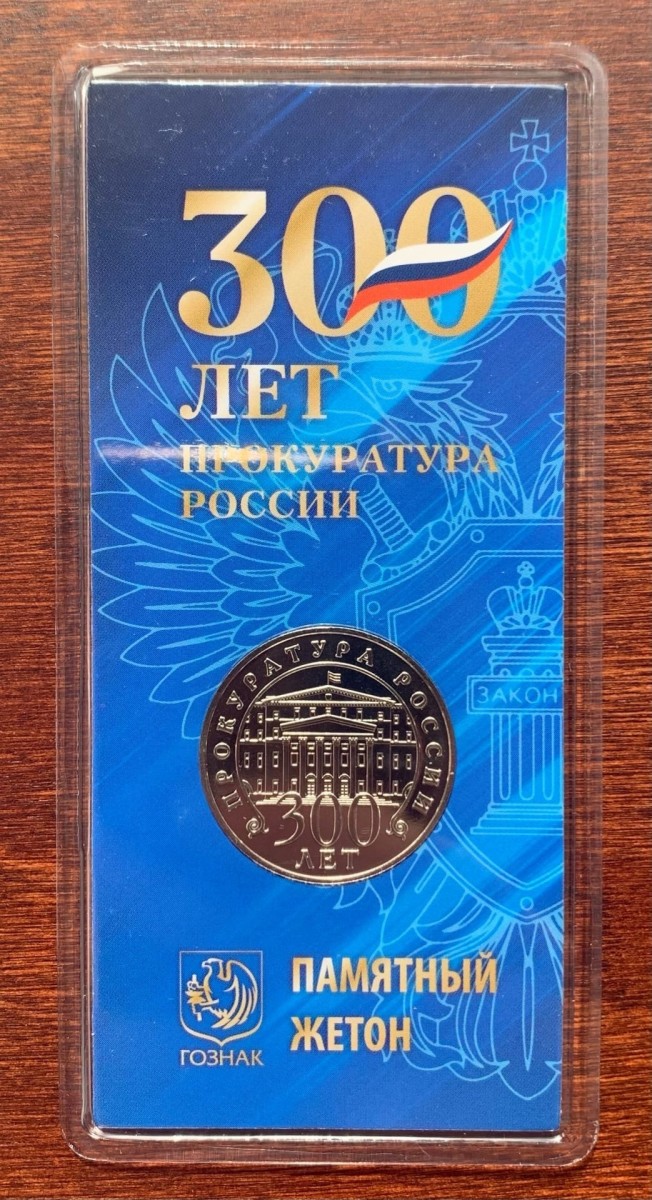 300
ЛЕТ
ПРОКУРАТУРА
РОССИИ
ЗАКОН
ПРОКУРАТУРА РОССИИ
300
ЛЕТ
ГОЗНАК
ПАМЯТНЫЙ
ЖЕТОН